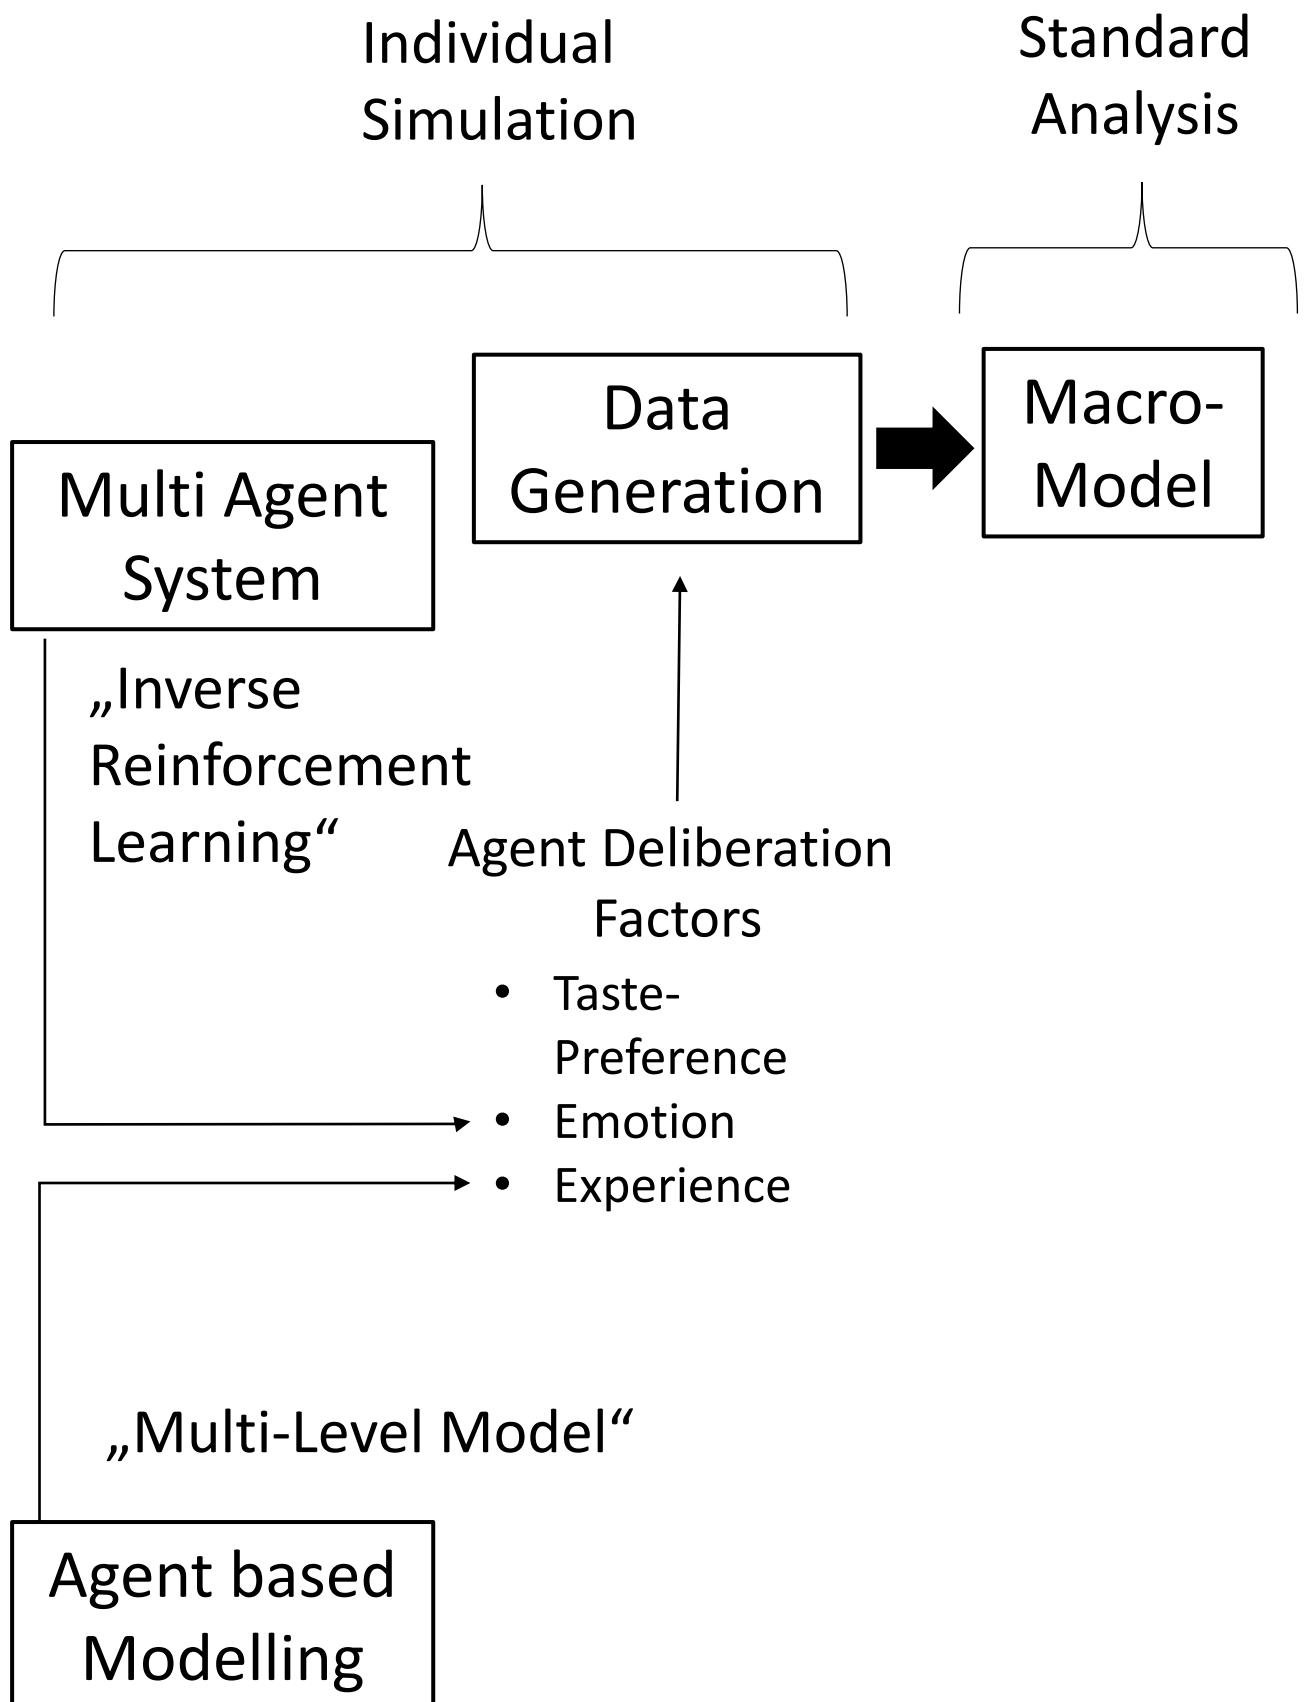 Individual
Simulation
Standard
Analysis
Data
Generation
Macro-
Model
Multi Agent
System
„Inverse
Reinforcement
Learning“
Agent Deliberation
Factors
• Taste-
Preference
• Emotion
• Experience
„Multi-Level Model“
Agent based
Modelling